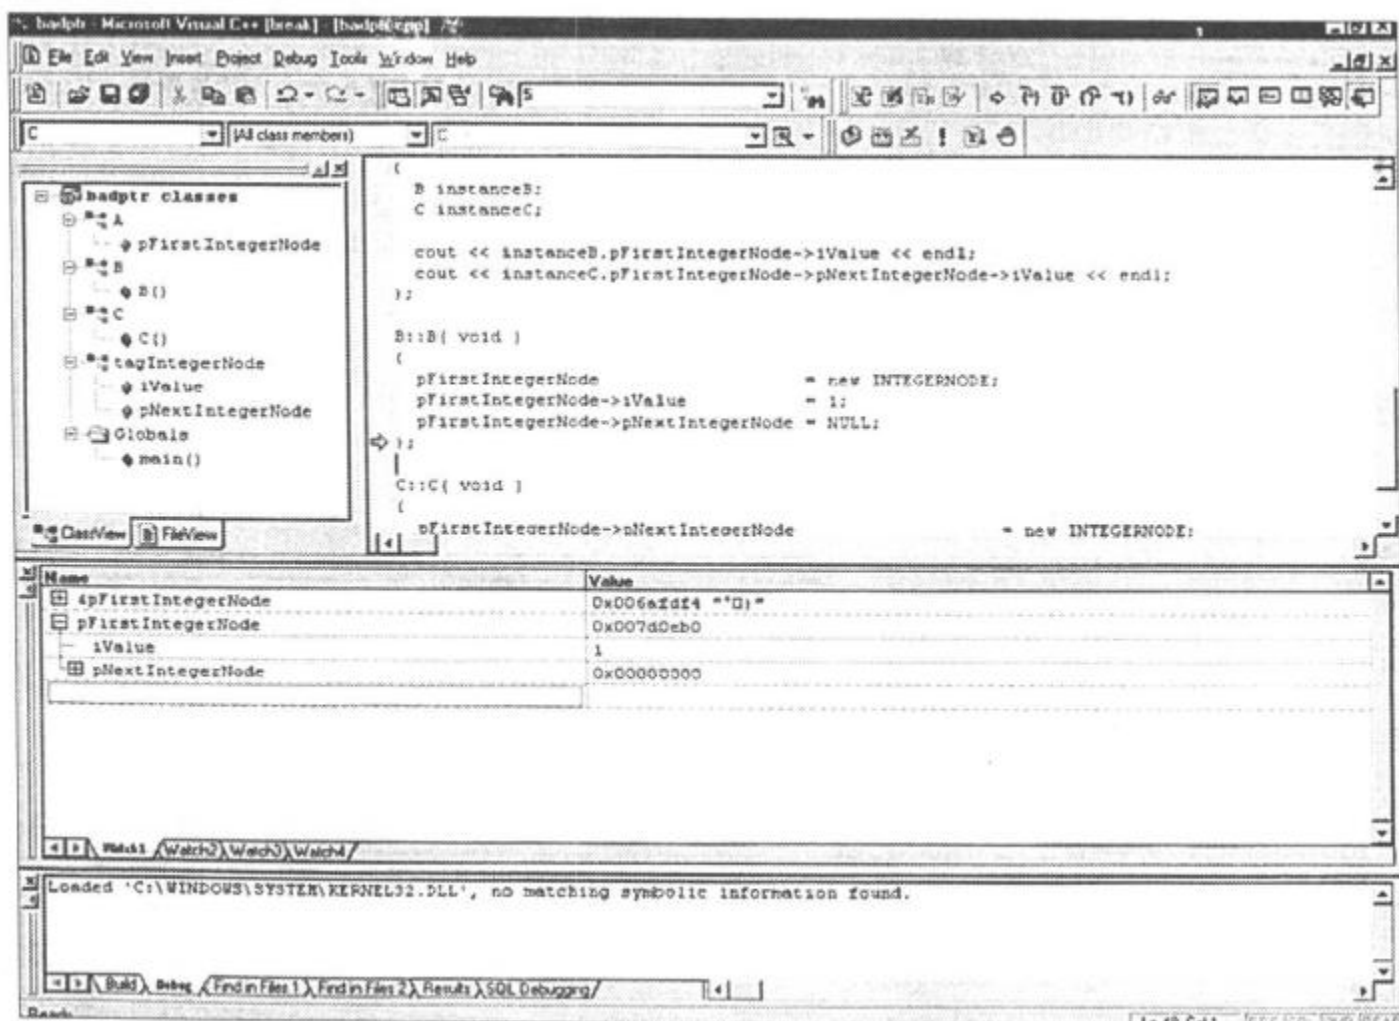 badptr - Microsoft Visual C++ [break] - [badptr.cpp]
File Edit View Insert Project Debug Tools Window Help
C
(All class members)
C
badptr classes
A
pFirstIntegerNode
B
B()
C
C()
tagIntegerNode
iValue
pNextIntegerNode
Globals
main()
ClassView FileView
{
B instanceB;
C instanceC;
cout << instanceB.pFirstIntegerNode->iValue << endl;
cout << instanceC.pFirstIntegerNode->pNextIntegerNode->iValue << endl;
};
B::B( void )
{
pFirstIntegerNode = new INTEGERNODE;
pFirstIntegerNode->iValue = 1;
pFirstIntegerNode->pNextIntegerNode = NULL;
};
C::C( void )
{
pFirstIntegerNode->pNextIntegerNode = new INTEGERNODE;
Name Value
&pFirstIntegerNode 0x006afdf4
pFirstIntegerNode 0x007d0eb0
iValue 1
pNextIntegerNode 0x00000000
Watch1 Watch2 Watch3 Watch4
Loaded 'C:\WINDOWS\SYSTEM\KERNEL32.DLL', no matching symbolic information found.
Build Debug Find in Files 1 Find in Files 2 Results SQL Debugging
Ready